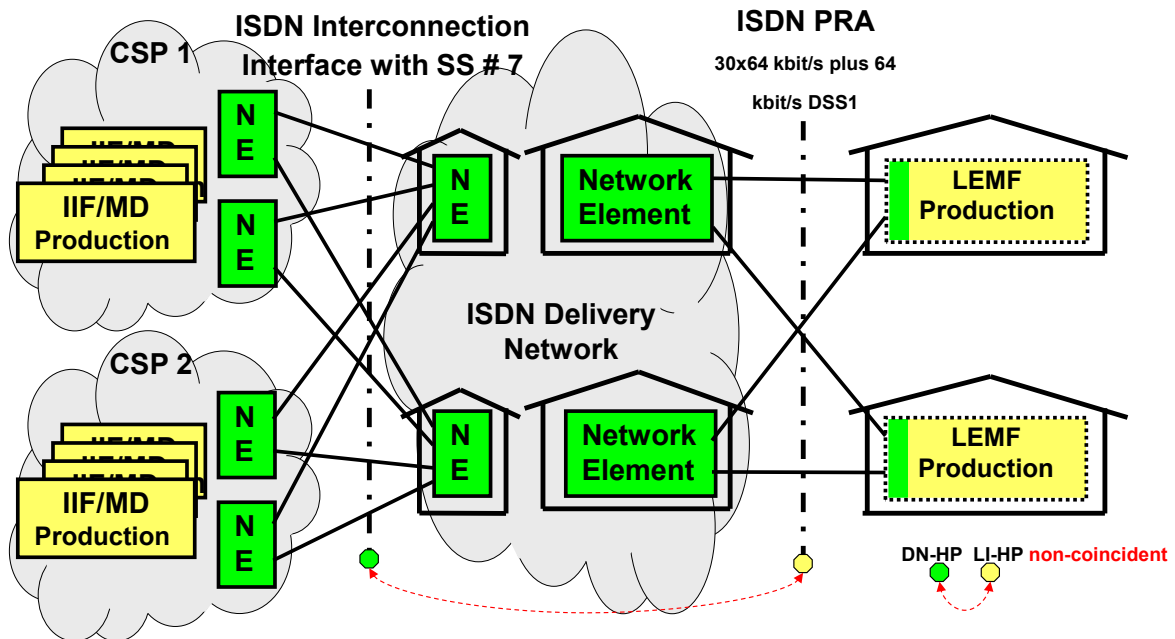 CSP 1
ISDN Interconnection
Interface with SS # 7
ISDN PRA
30x64 kbit/s plus 64
kbit/s DSS1
N
E
N
E
IIF/MD
Production
N
E
Network
Element
LEMF
Production
ISDN Delivery
Network
CSP 2
N
E
N
E
IIF/MD
Production
N
E
Network
Element
LEMF
Production
DN-HP LI-HP non-coincident